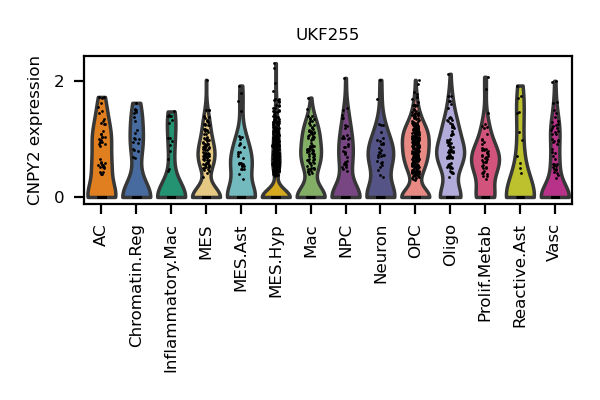 UKF255
CNPY2 expression
2
0
AC
Chromatin.Reg
Inflammatory.Mac
MES
MES.Ast
MES.Hyp
Mac
NPC
Neuron
OPC
Oligo
Prolif.Metab
Reactive.Ast
Vasc